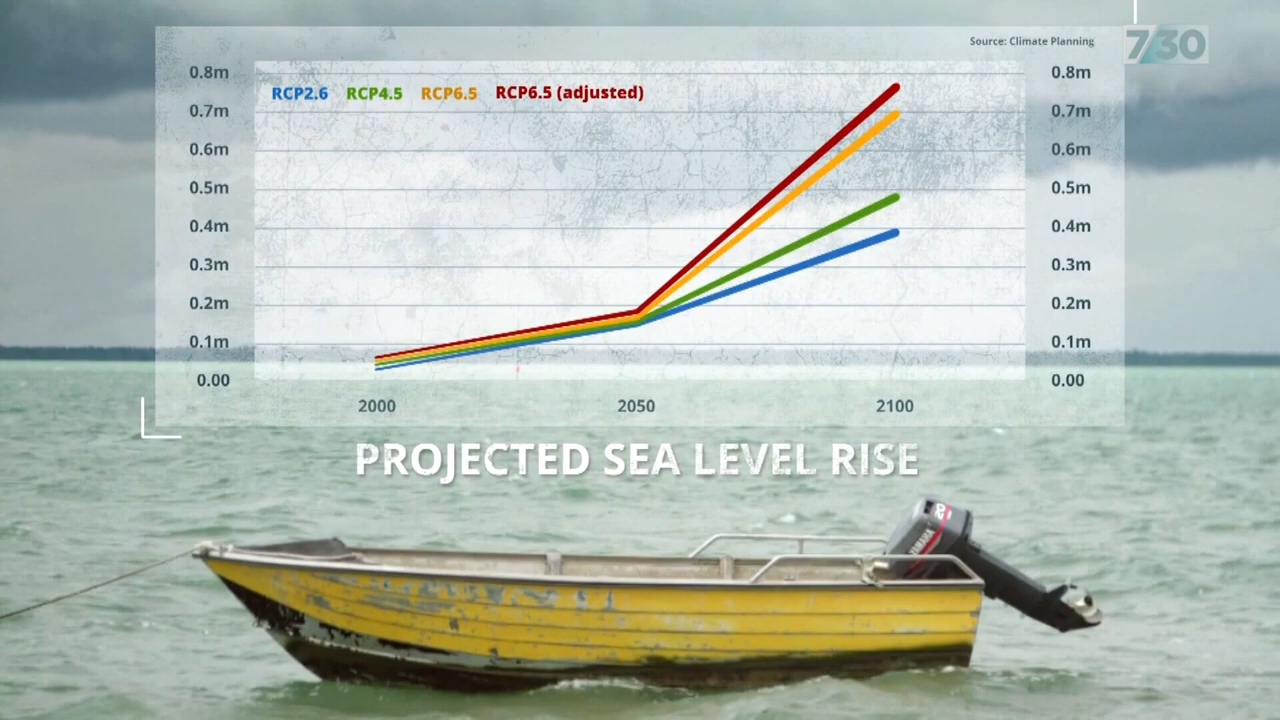 Source: Climate Planning
7/30
0.8m 0.8m
RCP2.6 RCP4.5 RCP6.5 RCP6.5 (adjusted)
0.7m 0.7m
0.6m 0.6m
0.5m 0.5m
0.4m 0.4m
0.3m 0.3m
0.2m 0.2m
0.1m 0.1m
0.00 0.00
2000 2050 2100
PROJECTED SEA LEVEL RISE
20
YAMAHA